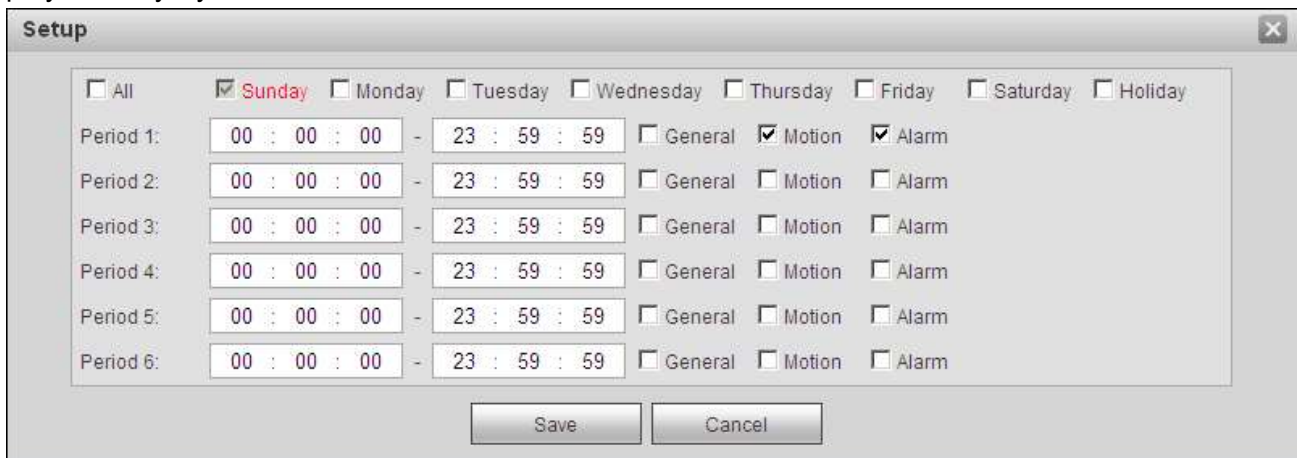 Setup
All Sunday Monday Tuesday Wednesday Thursday Friday Saturday Holiday
Period 1: 00 : 00 : 00 - 23 : 59 : 59 General Motion Alarm
Period 2: 00 : 00 : 00 - 23 : 59 : 59 General Motion Alarm
Period 3: 00 : 00 : 00 - 23 : 59 : 59 General Motion Alarm
Period 4: 00 : 00 : 00 - 23 : 59 : 59 General Motion Alarm
Period 5: 00 : 00 : 00 - 23 : 59 : 59 General Motion Alarm
Period 6: 00 : 00 : 00 - 23 : 59 : 59 General Motion Alarm
Save Cancel